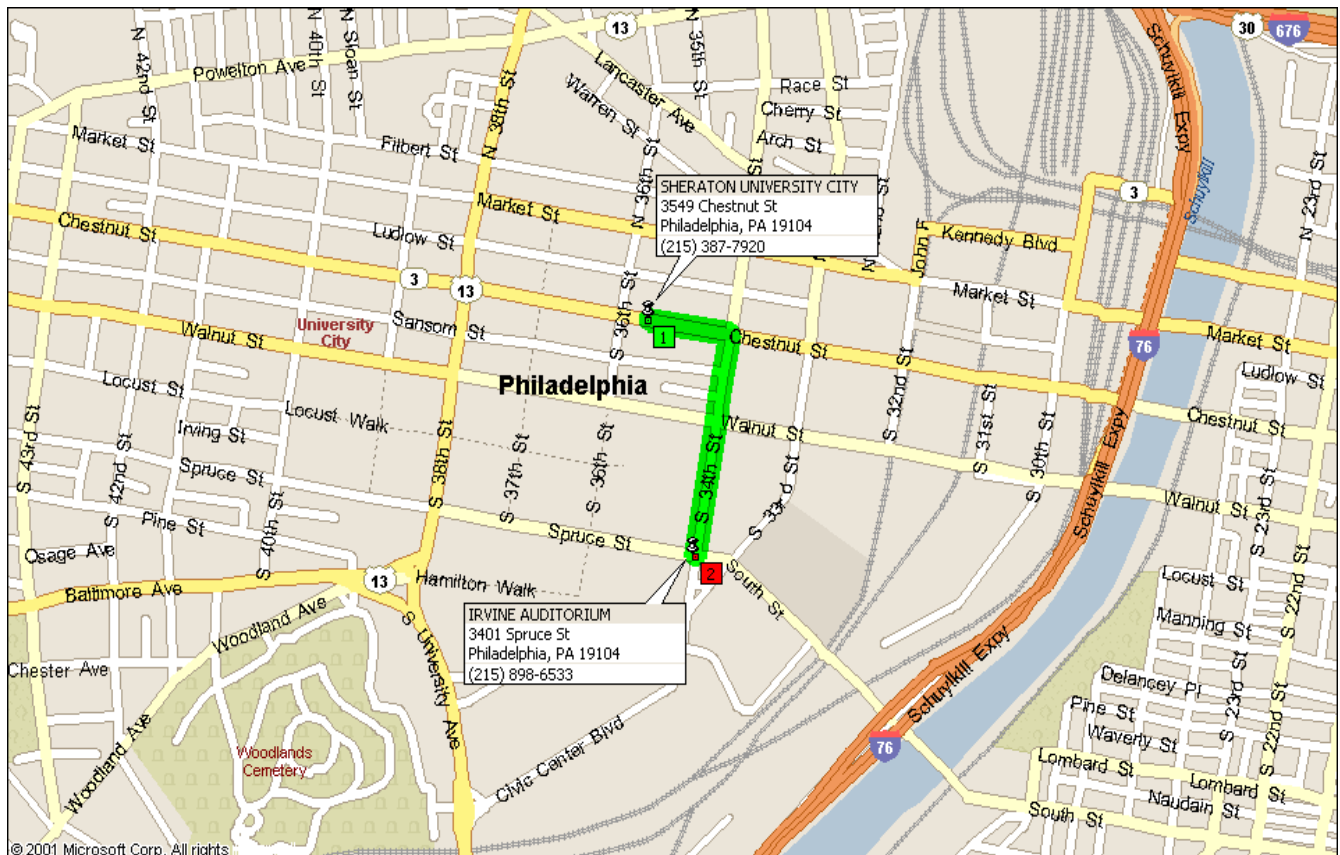 13
30
676
N 42nd St
N 40th St
N Sloan St
N 38th St
N 35th St
Powelton Ave
Lancaster Ave
Race St
Warren St
Cherry St
Arch St
Market St
Filbert St
N 36th St
Schuylkill Expy
Schuylkill
N 23rd St
SHERATON UNIVERSITY CITY
3549 Chestnut St
Philadelphia, PA 19104
(215) 387-7920
3
Chestnut St
Market St
Ludlow St
John F
Kennedy Blvd
3
13
Market St
Market St
Walnut St
University
City
Sansom St
S 36th St
1
Chestnut St
76
Ludlow St
Philadelphia
Locust St
Locust Walk
Irving St
S 38th St
S 37th St
S 36th St
S 34th St
Walnut St
S 33rd St
S 32nd St
S 31st St
S 30th St
Schuylkill Expy
Chestnut St
Walnut St
S 43rd St
S 42nd St
S 40th St
Spruce St
Pine St
Osage Ave
Spruce St
S 23rd St
S 22nd St
Baltimore Ave
13
Hamilton Walk
2
South St
Locust St
Woodland Ave
S University Ave
IRVINE AUDITORIUM
3401 Spruce St
Philadelphia, PA 19104
(215) 898-6533
Manning St
Chester Ave
Schuylkill Expy
Delancey Pl
Pine St
Waverly St
S 23rd St
S 22nd St
Woodland Ave
Woodlands
Cemetery
Civic Center Blvd
76
Lombard St
Lombard St
Naudain St
South St
© 2001 Microsoft Corp. All rights